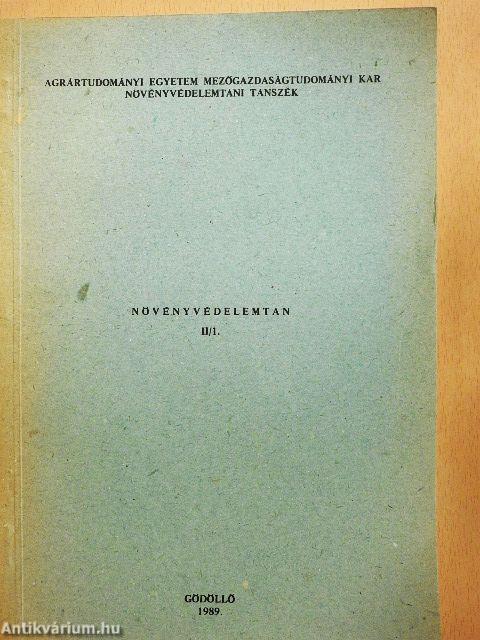 AGRÁRTUDOMÁNYI EGYETEM MEZŐGAZDASÁGTUDOMÁNYI KAR
NÖVÉNYVÉDELEMTANI TANSZÉK
NÖVÉNYVÉDELEMTAN
II/1.
GÖDÖLLŐ
1989.
Antikvárium.hu